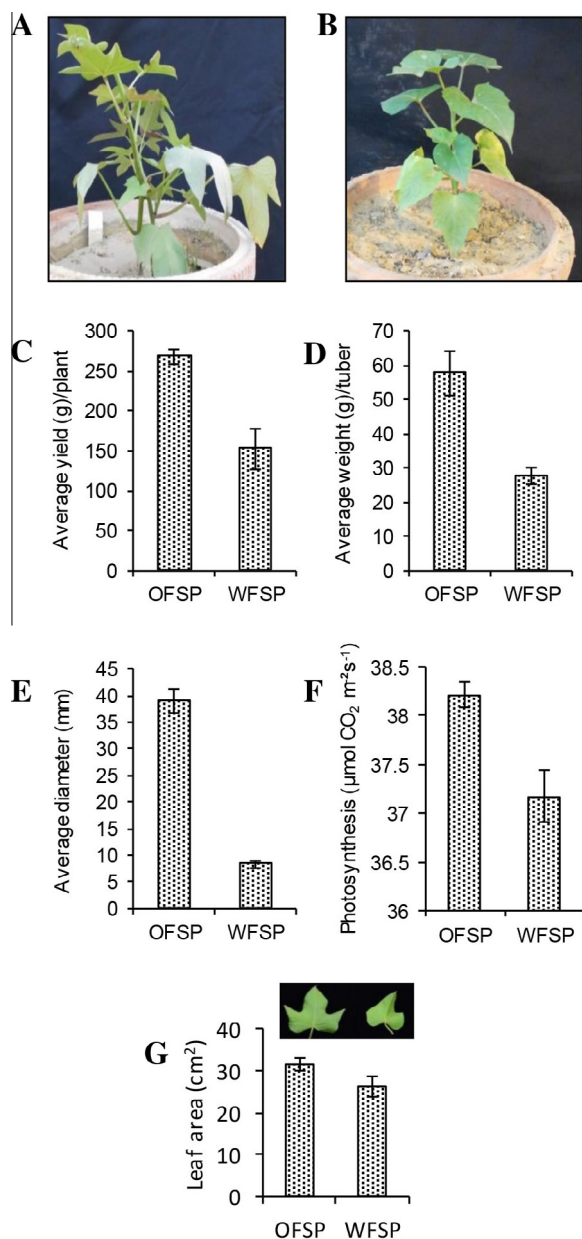 A
B
C
Average yield (g)/plant
300
250
200
150
100
50
0
OFSP WFSP
D
Average weight (g)/tuber
70
60
50
40
30
20
10
0
OFSP WFSP
E
Average diameter (mm)
45
40
35
30
25
20
15
10
5
0
OFSP WFSP
F
Photosynthesis (µmol CO₂ m⁻²s⁻¹)
38.5
38
37.5
37
36.5
36
OFSP WFSP
G
Leaf area (cm²)
40
30
20
10
0
OFSP WFSP